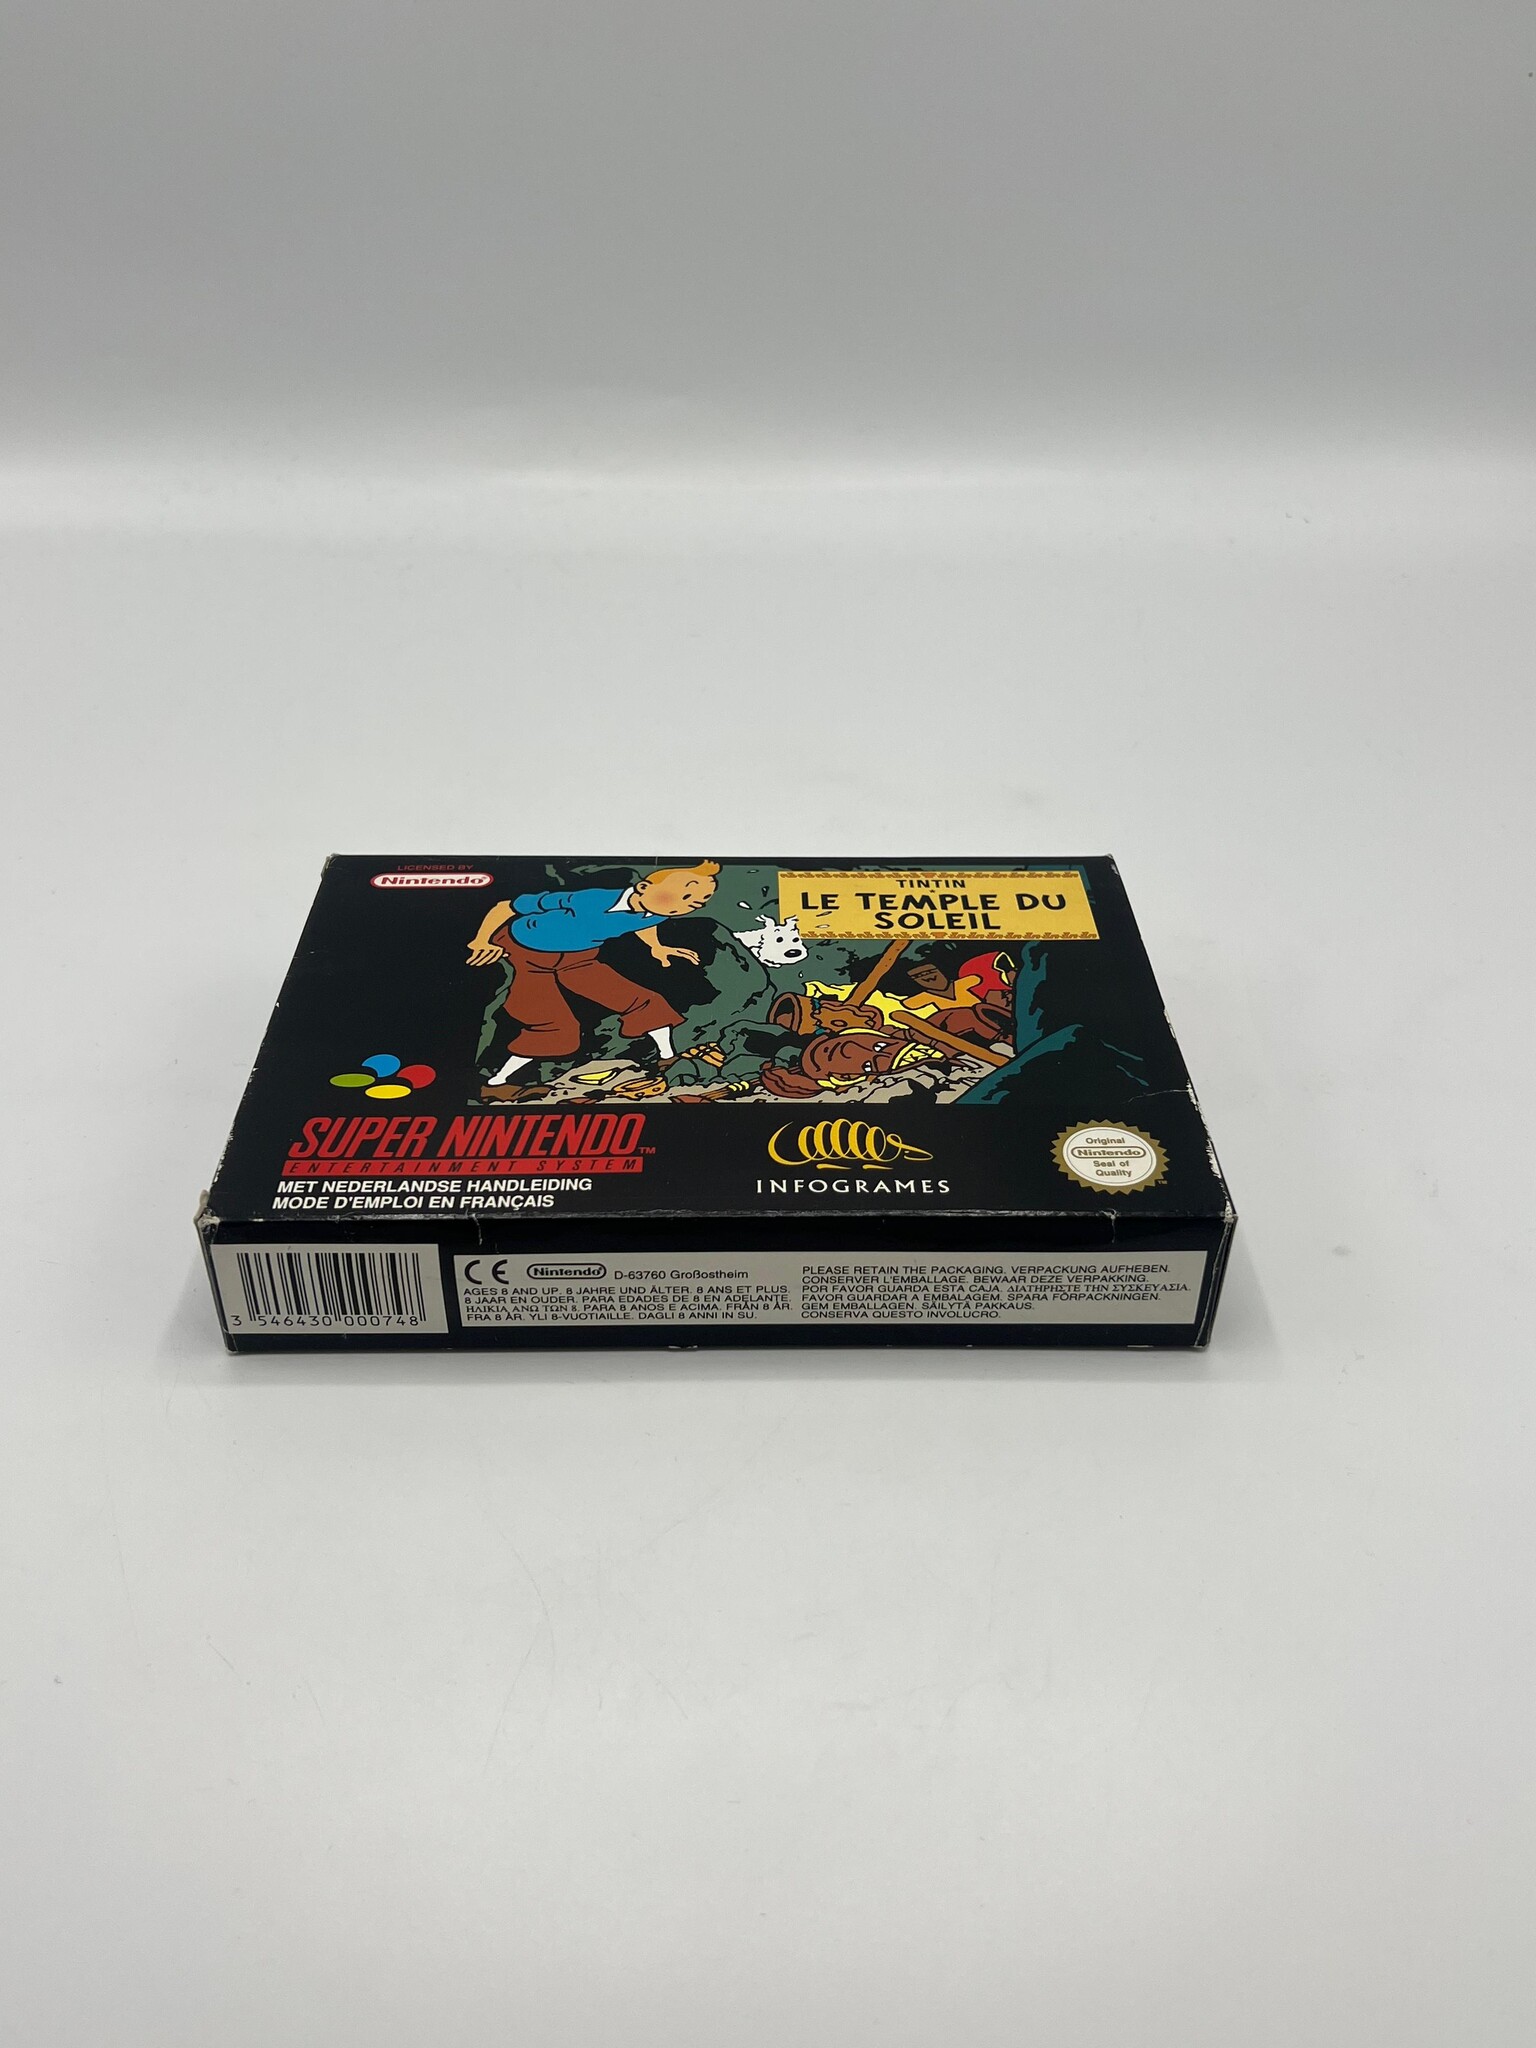 LICENSED BY
Nintendo
TINTIN
LE TEMPLE DU
SOLEIL
SUPER NINTENDO™
ENTERTAINMENT SYSTEM
MET NEDERLANDSE HANDLEIDING
MODE D'EMPLOI EN FRANÇAIS
INFOGRAMES
Original
Nintendo
Seal of
Quality
TM
3 546430 000748
CE Nintendo D-63760 Großostheim
AGES 8 AND UP. 8 JAHRE UND ÄLTER. 8 ANS ET PLUS.
8 JAAR EN OUDER. PARA EDADES DE 8 EN ADELANTE.
ΗΛΙΚΙΑ ΑΝΩ ΤΩΝ 8. PARA 8 ANOS E ACIMA. FRÅN 8 ÅR.
FRA 8 ÅR. YLI 8-VUOTIAILLE. DAGLI 8 ANNI IN SU.
PLEASE RETAIN THE PACKAGING. VERPACKUNG AUFHEBEN.
CONSERVER L'EMBALLAGE. BEWAAR DEZE VERPAKKING.
POR FAVOR GUARDA ESTA CAJA. ΔΙΑΤΗΡΗΣΤΕ ΤΗΝ ΣΥΣΚΕΥΑΣΙΑ.
FAVOR GUARDAR A EMBALAGEM. SPARA FÖRPACKNINGEN.
GEM EMBALLAGEN. SÄILYTÄ PAKKAUS.
CONSERVA QUESTO INVOLUCRO.